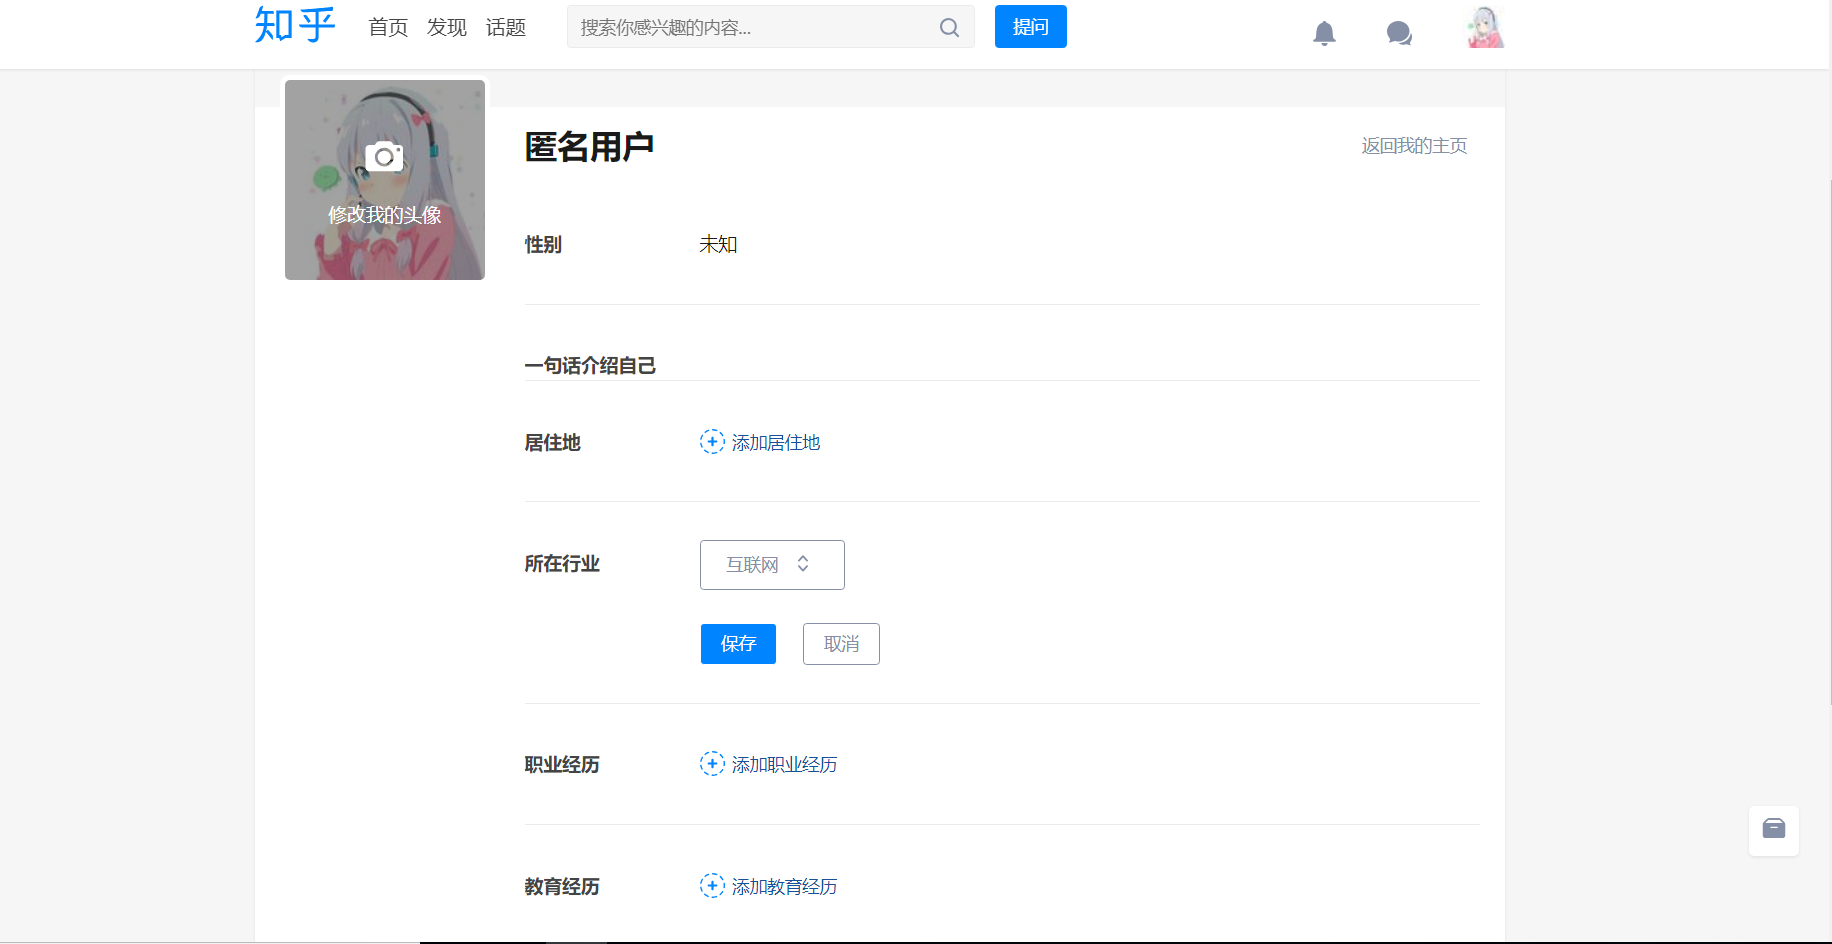 知乎 首页 发现 话题 搜索你感兴趣的内容... 提问
匿名用户 返回我的主页
修改我的头像
性别 未知
一句话介绍自己
居住地 添加居住地
所在行业 互联网
保存 取消
职业经历 添加职业经历
教育经历 添加教育经历